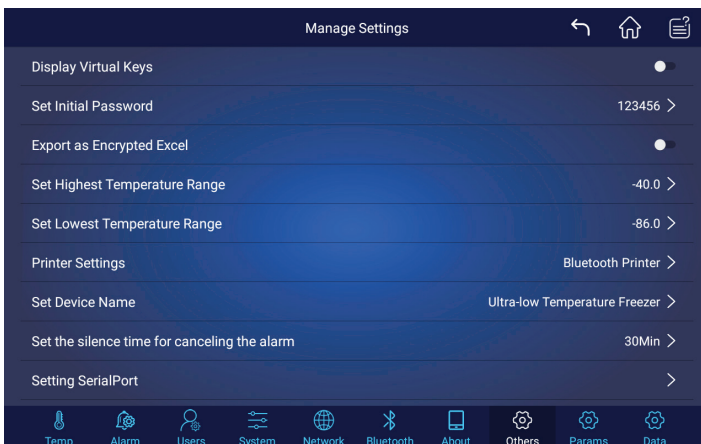 Manage Settings
Display Virtual Keys
Set Initial Password 123456
Export as Encrypted Excel
Set Highest Temperature Range -40.0
Set Lowest Temperature Range -86.0
Printer Settings Bluetooth Printer
Set Device Name Ultra-low Temperature Freezer
Set the silence time for canceling the alarm 30Min
Setting SerialPort
Temp Alarm Users System Network Bluetooth About Others Params Data